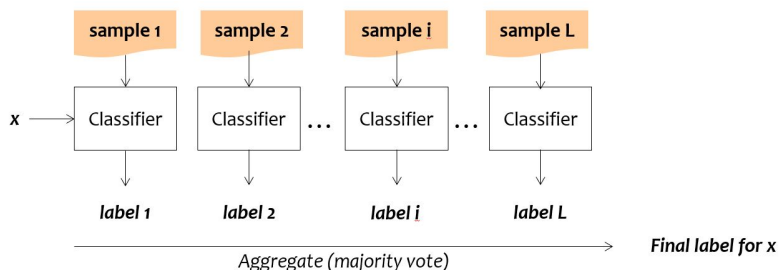 sample 1 sample 2 sample i sample L
x Classifier Classifier ... Classifier ... Classifier
label 1 label 2 label i label L
Aggregate (majority vote) Final label for x